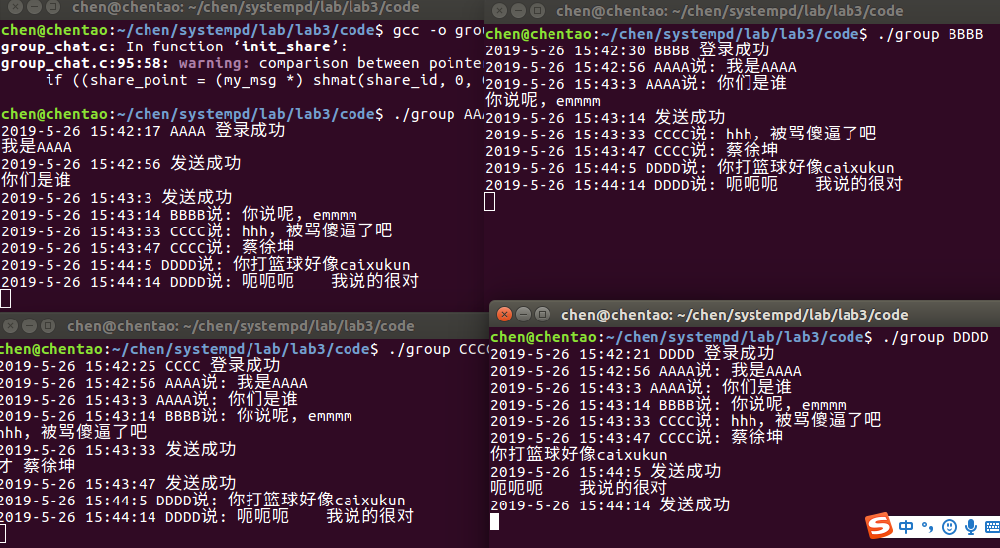 chen@chentao: ~/chen/systempd/lab/lab3/code
chen@chentao:~/chen/systempd/lab/lab3/code$ gcc -o gro
group_chat.c: In function ‘init_share’:
group_chat.c:95:58: warning: comparison between pointe
if ((share_point = (my_msg *) shmat(share_id, 0,
chen@chentao:~/chen/systempd/lab/lab3/code$ ./group AAA
2019-5-26 15:42:17 AAAA 登录成功
我是AAAA
2019-5-26 15:42:56 发送成功
你们是谁
2019-5-26 15:43:3 发送成功
2019-5-26 15:43:14 BBBB说: 你说呢，emmmm
2019-5-26 15:43:33 CCCC说: hhh，被骂傻逼了吧
2019-5-26 15:43:47 CCCC说: 蔡徐坤
2019-5-26 15:44:5 DDDD说: 你打篮球好像caixukun
2019-5-26 15:44:14 DDDD说: 呃呃呃    我说的很对
chen@chentao: ~/chen/systempd/lab/lab3/code
chen@chentao:~/chen/systempd/lab/lab3/code$ ./group BBBB
2019-5-26 15:42:30 BBBB 登录成功
2019-5-26 15:42:56 AAAA说: 我是AAAA
2019-5-26 15:43:3 AAAA说: 你们是谁
你说呢，emmmm
2019-5-26 15:43:14 发送成功
2019-5-26 15:43:33 CCCC说: hhh，被骂傻逼了吧
2019-5-26 15:43:47 CCCC说: 蔡徐坤
2019-5-26 15:44:5 DDDD说: 你打篮球好像caixukun
2019-5-26 15:44:14 DDDD说: 呃呃呃    我说的很对
chen@chentao: ~/chen/systempd/lab/lab3/code
chen@chentao:~/chen/systempd/lab/lab3/code$ ./group CCCC
2019-5-26 15:42:25 CCCC 登录成功
2019-5-26 15:42:56 AAAA说: 我是AAAA
2019-5-26 15:43:3 AAAA说: 你们是谁
2019-5-26 15:43:14 BBBB说: 你说呢，emmmm
hhh，被骂傻逼了吧
2019-5-26 15:43:33 发送成功
才 蔡徐坤
2019-5-26 15:43:47 发送成功
2019-5-26 15:44:5 DDDD说: 你打篮球好像caixukun
2019-5-26 15:44:14 DDDD说: 呃呃呃    我说的很对
chen@chentao: ~/chen/systempd/lab/lab3/code
chen@chentao:~/chen/systempd/lab/lab3/code$ ./group DDDD
2019-5-26 15:42:21 DDDD 登录成功
2019-5-26 15:42:56 AAAA说: 我是AAAA
2019-5-26 15:43:3 AAAA说: 你们是谁
2019-5-26 15:43:14 BBBB说: 你说呢，emmmm
2019-5-26 15:43:33 CCCC说: hhh，被骂傻逼了吧
2019-5-26 15:43:47 CCCC说: 蔡徐坤
你打篮球好像caixukun
2019-5-26 15:44:5 发送成功
呃呃呃    我说的很对
2019-5-26 15:44:14 发送成功
S 中